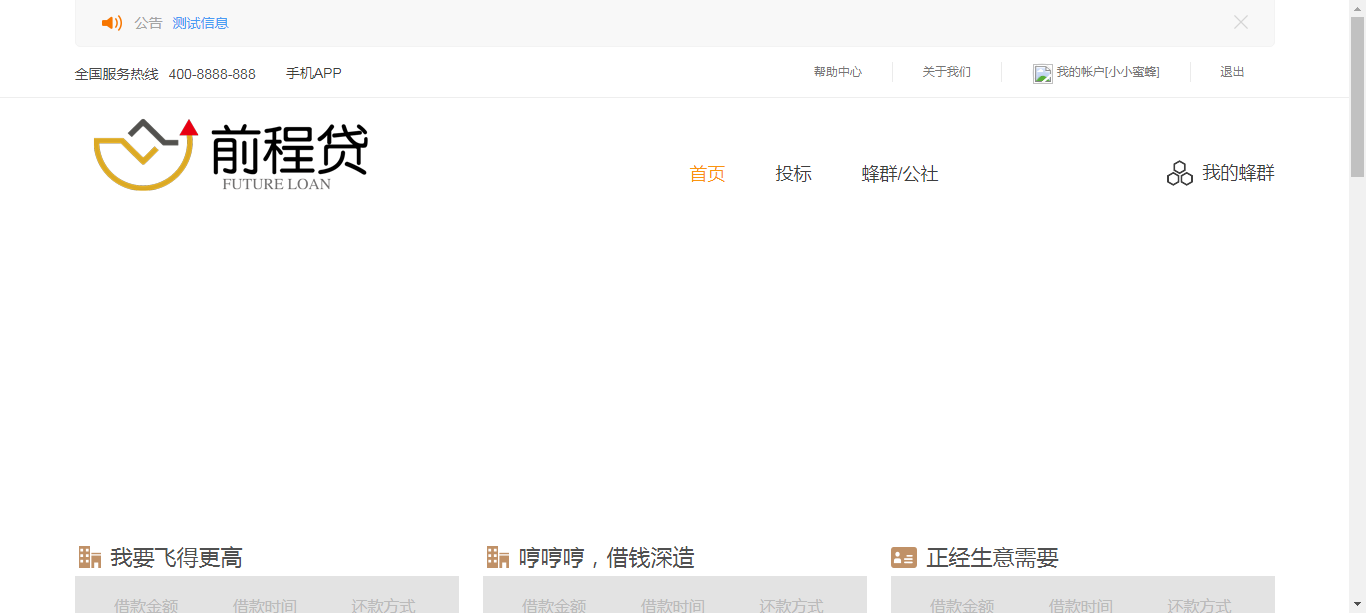 公告 测试信息
全国服务热线 400-8888-888 手机APP 帮助中心 关于我们 我的帐户[小小蜜蜂] 退出
前程贷
FUTURE LOAN
首页 投标 蜂群/公社 我的蜂群
我要飞得更高 哼哼哼，借钱深造 正经生意需要
借款金额 借款时间 还款方式 借款金额 借款时间 还款方式 借款金额 借款时间 还款方式